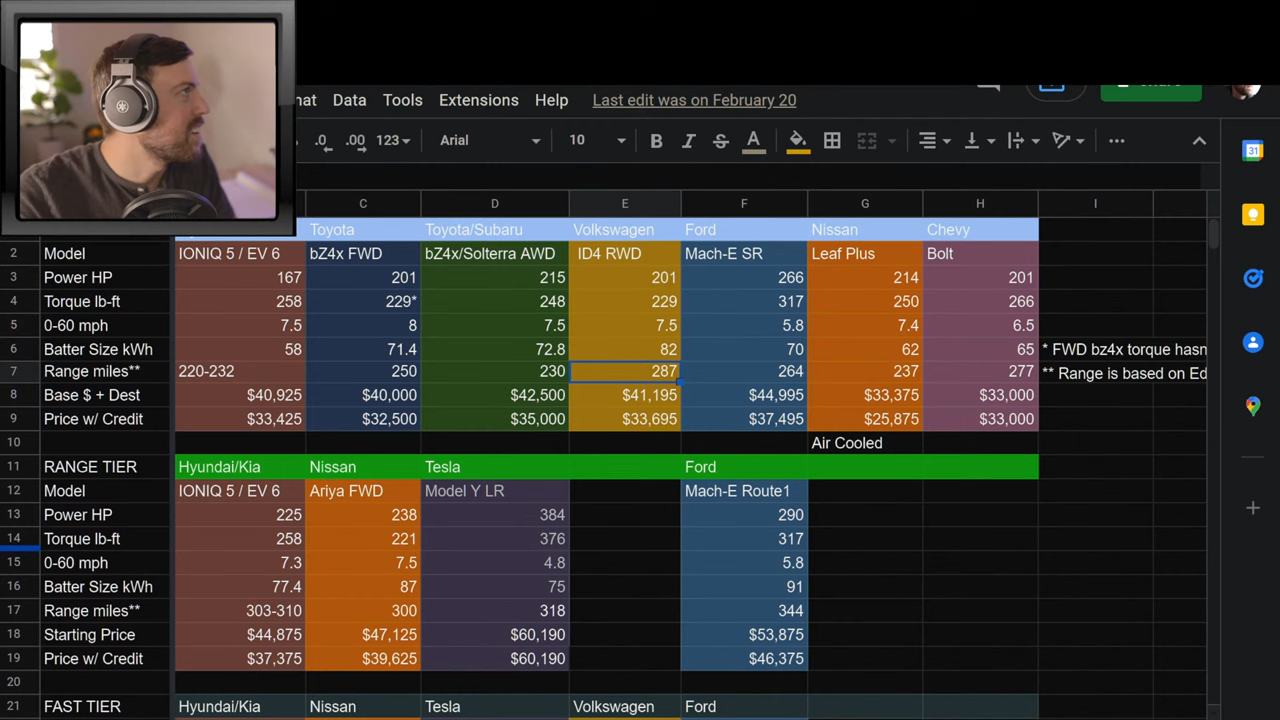 Data Tools Extensions Help Last edit was on February 20
.0 .00 123 Arial 10 B I S A
C D E F G H I
Toyota Toyota/Subaru Volkswagen Ford Nissan Chevy
2 Model IONIQ 5 / EV 6 bZ4x FWD bZ4x/Solterra AWD ID4 RWD Mach-E SR Leaf Plus Bolt
3 Power HP 167 201 215 201 266 214 201
4 Torque lb-ft 258 229* 248 229 317 250 266
5 0-60 mph 7.5 8 7.5 7.5 5.8 7.4 6.5
6 Batter Size kWh 58 71.4 72.8 82 70 62 65 * FWD bz4x torque hasn
7 Range miles** 220-232 250 230 287 264 237 277 ** Range is based on Ed
8 Base $ + Dest $40,925 $40,000 $42,500 $41,195 $44,995 $33,375 $33,000
9 Price w/ Credit $33,425 $32,500 $35,000 $33,695 $37,495 $25,875 $33,000
10 Air Cooled
11 RANGE TIER Hyundai/Kia Nissan Tesla Ford
12 Model IONIQ 5 / EV 6 Ariya FWD Model Y LR Mach-E Route1
13 Power HP 225 238 384 290
14 Torque lb-ft 258 221 376 317
15 0-60 mph 7.3 7.5 4.8 5.8
16 Batter Size kWh 77.4 87 75 91
17 Range miles** 303-310 300 318 344
18 Starting Price $44,875 $47,125 $60,190 $53,875
19 Price w/ Credit $37,375 $39,625 $60,190 $46,375
20
21 FAST TIER Hyundai/Kia Nissan Tesla Volkswagen Ford
31